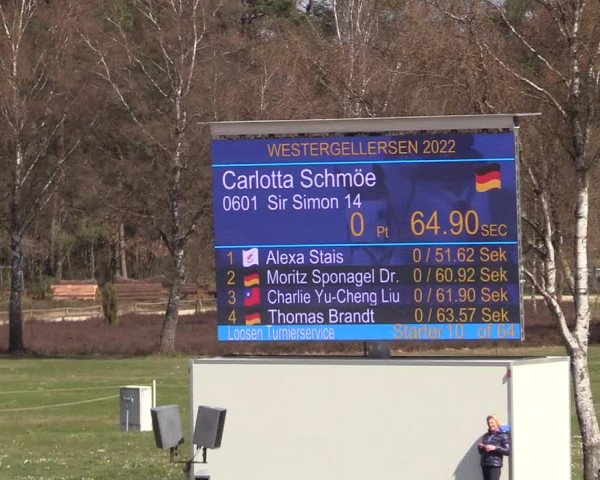 WESTERGELLERSEN 2022
Carlotta Schmöe
0601 Sir Simon 14
0 Pt 64.90 SEC
1 Alexa Stais 0 / 51.62 Sek
2 Moritz Sponagel Dr. 0 / 60.92 Sek
3 Charlie Yu-Cheng Liu 0 / 61.90 Sek
4 Thomas Brandt 0 / 63.57 Sek
Loosen Turnierservice Starter 10 of 64